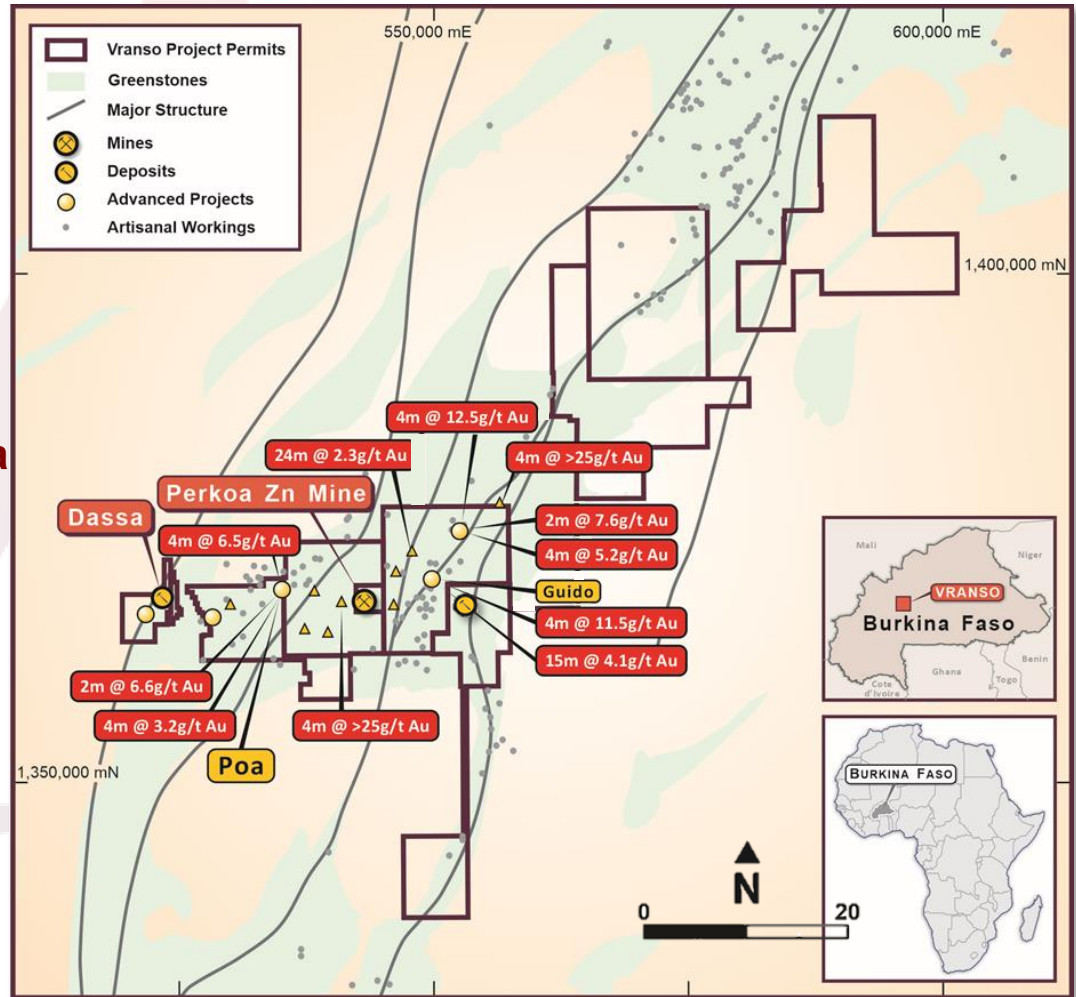 550,000 mE
600,000 mE
Vranso Project Permits
Greenstones
Major Structure
Mines
Deposits
Advanced Projects
Artisanal Workings
1,400,000 mN
4m @ 12.5g/t Au
24m @ 2.3g/t Au
4m @ >25g/t Au
a
Perkoa Zn Mine
Dassa
2m @ 7.6g/t Au
4m @ 6.5g/t Au
4m @ 5.2g/t Au
Guido
4m @ 11.5g/t Au
15m @ 4.1g/t Au
2m @ 6.6g/t Au
4m @ 3.2g/t Au
4m @ >25g/t Au
Poa
1,350,000 mN
Mali
Niger
VRANSO
Burkina Faso
Benin
Ghana
Togo
Cote
d'Ivoire
BURKINA FASO
N
0
20